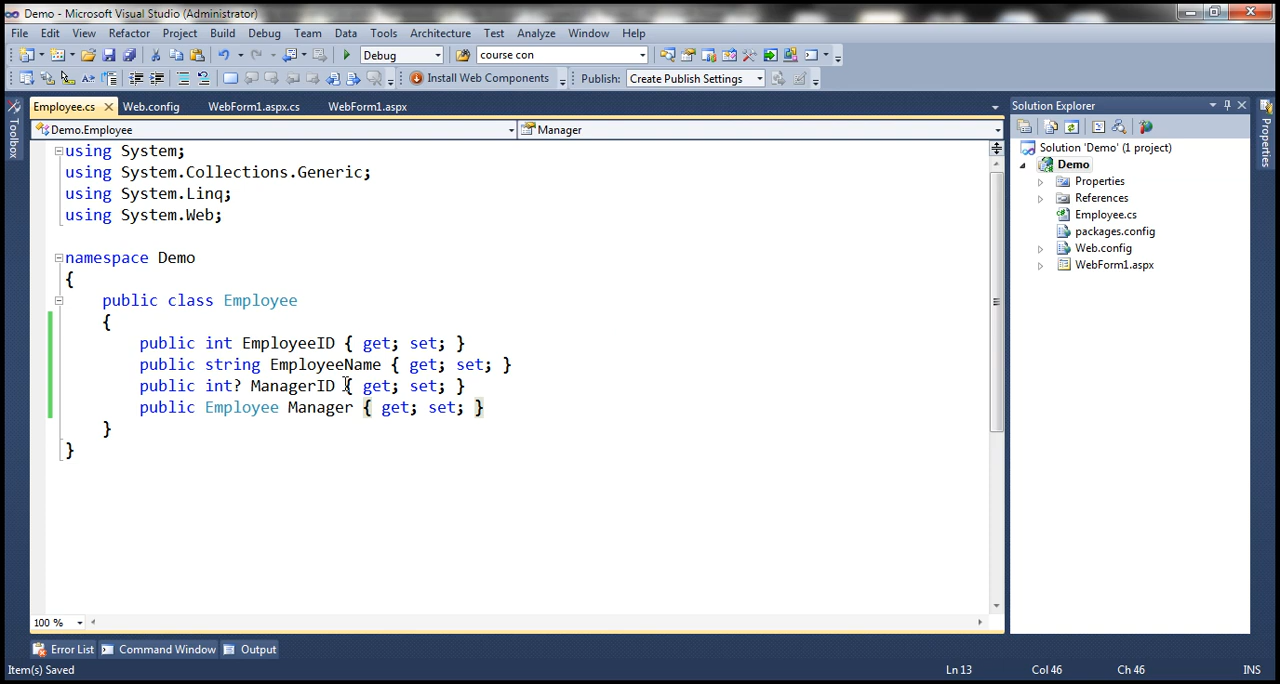 Demo - Microsoft Visual Studio (Administrator)
File Edit View Refactor Project Build Debug Team Data Tools Architecture Test Analyze Window Help
Debug course con
Install Web Components Publish: Create Publish Settings
Employee.cs Web.config WebForm1.aspx.cs WebForm1.aspx
Solution Explorer
Toolbox
Properties
Demo.Employee Manager
using System;
using System.Collections.Generic;
using System.Linq;
using System.Web;
namespace Demo
{
public class Employee
{
public int EmployeeID { get; set; }
public string EmployeeName { get; set; }
public int? ManagerID { get; set; }
public Employee Manager { get; set; }
}
}
Solution 'Demo' (1 project)
Demo
Properties
References
Employee.cs
packages.config
Web.config
WebForm1.aspx
100 %
Error List Command Window Output
Item(s) Saved Ln 13 Col 46 Ch 46 INS